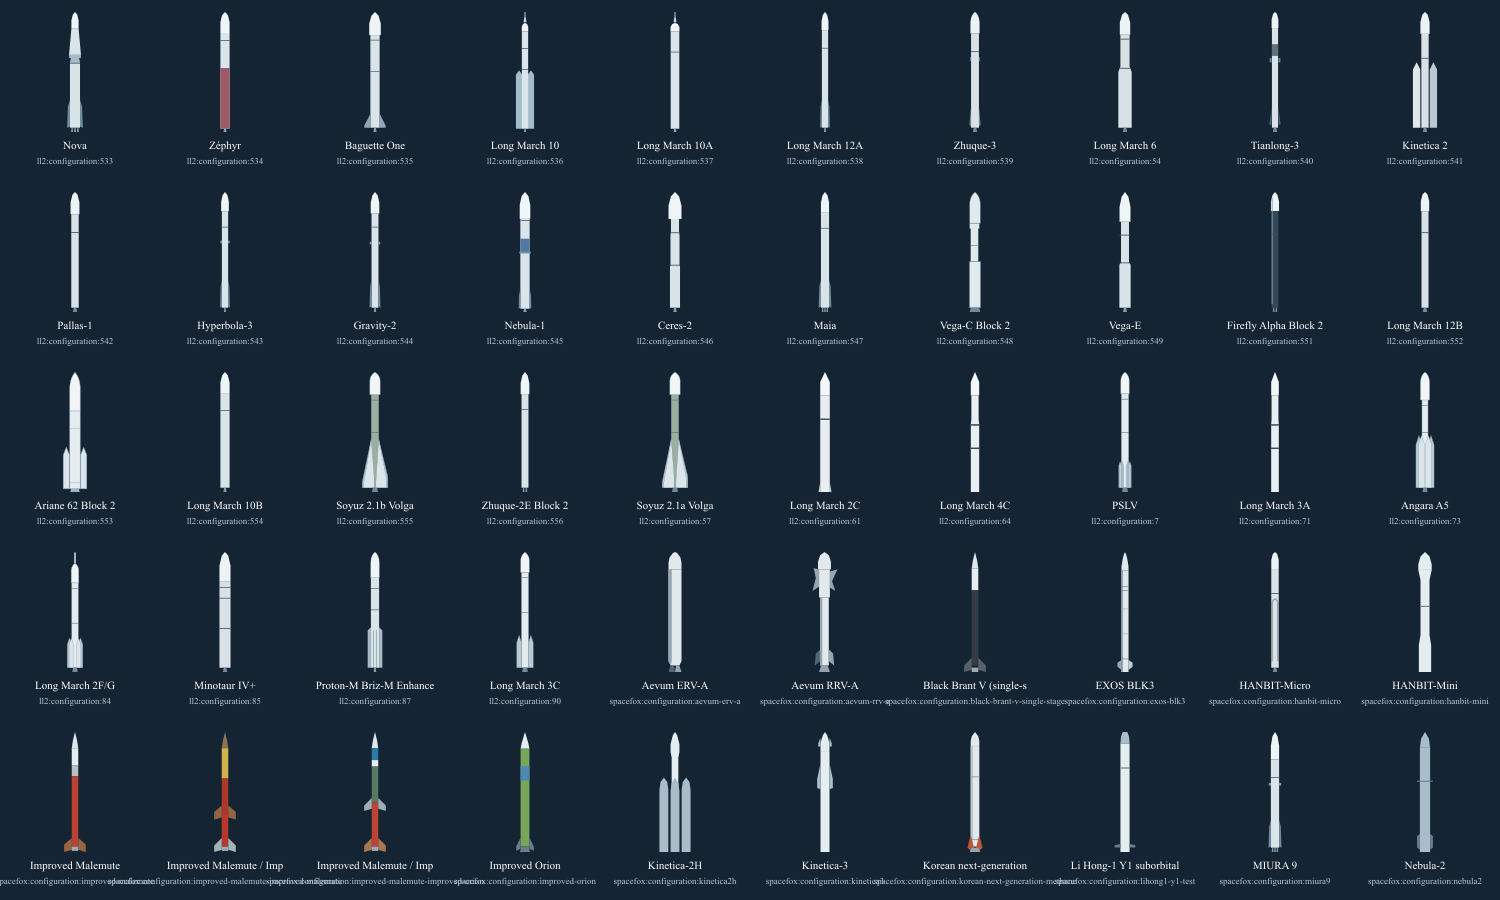 Nova Zéphyr Baguette One Long March 10 Long March 10A Long March 12A Zhuque-3 Long March 6 Tianlong-3 Kinetica 2
ll2:configuration:533 ll2:configuration:534 ll2:configuration:535 ll2:configuration:536 ll2:configuration:537 ll2:configuration:538 ll2:configuration:539 ll2:configuration:54 ll2:configuration:540 ll2:configuration:541
Pallas-1 Hyperbola-3 Gravity-2 Nebula-1 Ceres-2 Maia Vega-C Block 2 Vega-E Firefly Alpha Block 2 Long March 12B
ll2:configuration:542 ll2:configuration:543 ll2:configuration:544 ll2:configuration:545 ll2:configuration:546 ll2:configuration:547 ll2:configuration:548 ll2:configuration:549 ll2:configuration:551 ll2:configuration:552
Ariane 62 Block 2 Long March 10B Soyuz 2.1b Volga Zhuque-2E Block 2 Soyuz 2.1a Volga Long March 2C Long March 4C PSLV Long March 3A Angara A5
ll2:configuration:553 ll2:configuration:554 ll2:configuration:555 ll2:configuration:556 ll2:configuration:57 ll2:configuration:61 ll2:configuration:64 ll2:configuration:7 ll2:configuration:71 ll2:configuration:73
Long March 2F/G Minotaur IV+ Proton-M Briz-M Enhance Long March 3C Aevum ERV-A Aevum RRV-A Black Brant V (single-s EXOS BLK3 HANBIT-Micro HANBIT-Mini
ll2:configuration:84 ll2:configuration:85 ll2:configuration:87 ll2:configuration:90 spacefox:configuration:aevum-erv-a spacefox:configuration:aevum-rrv-a spacefox:configuration:black-brant-v-single-stage spacefox:configuration:exos-blk3 spacefox:configuration:hanbit-micro spacefox:configuration:hanbit-mini
Improved Malemute Improved Malemute / Imp Improved Malemute / Imp Improved Orion Kinetica-2H Kinetica-3 Korean next-generation Li Hong-1 Y1 suborbital MIURA 9 Nebula-2
spacefox:configuration:improved-orion spacefox:configuration:kinetica2h spacefox:configuration:lihong1-y1-test spacefox:configuration:miura9 spacefox:configuration:nebula2